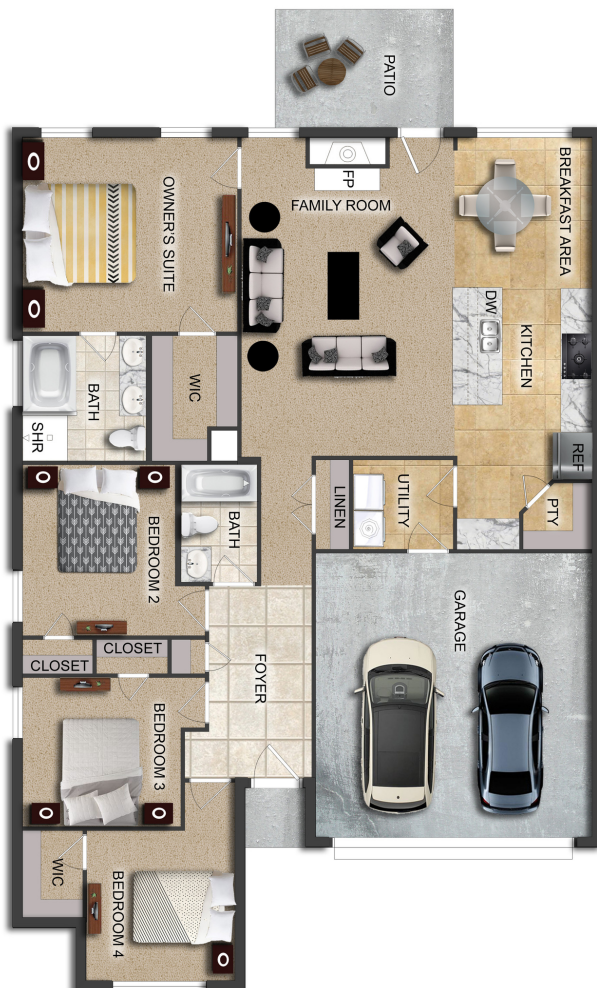 PATIO
BREAKFAST AREA
FP
FAMILY ROOM
OWNER'S SUITE
DW
KITCHEN
WIC
BATH
SHR
REF
UTILITY
LINEN
PTY
BATH
BEDROOM 2
CLOSET
CLOSET
FOYER
GARAGE
BEDROOM 3
WIC
BEDROOM 4